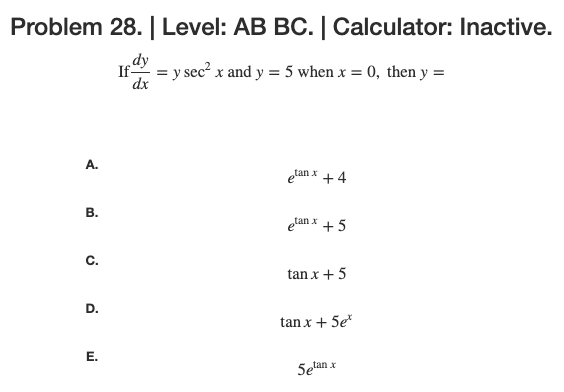 Problem 28. | Level: AB BC. | Calculator: Inactive.
If dy/dx = y sec² x and y = 5 when x = 0, then y =
A. e^{tan x} + 4
B. e^{tan x} + 5
C. tan x + 5
D. tan x + 5e^x
E. 5e^{tan x}